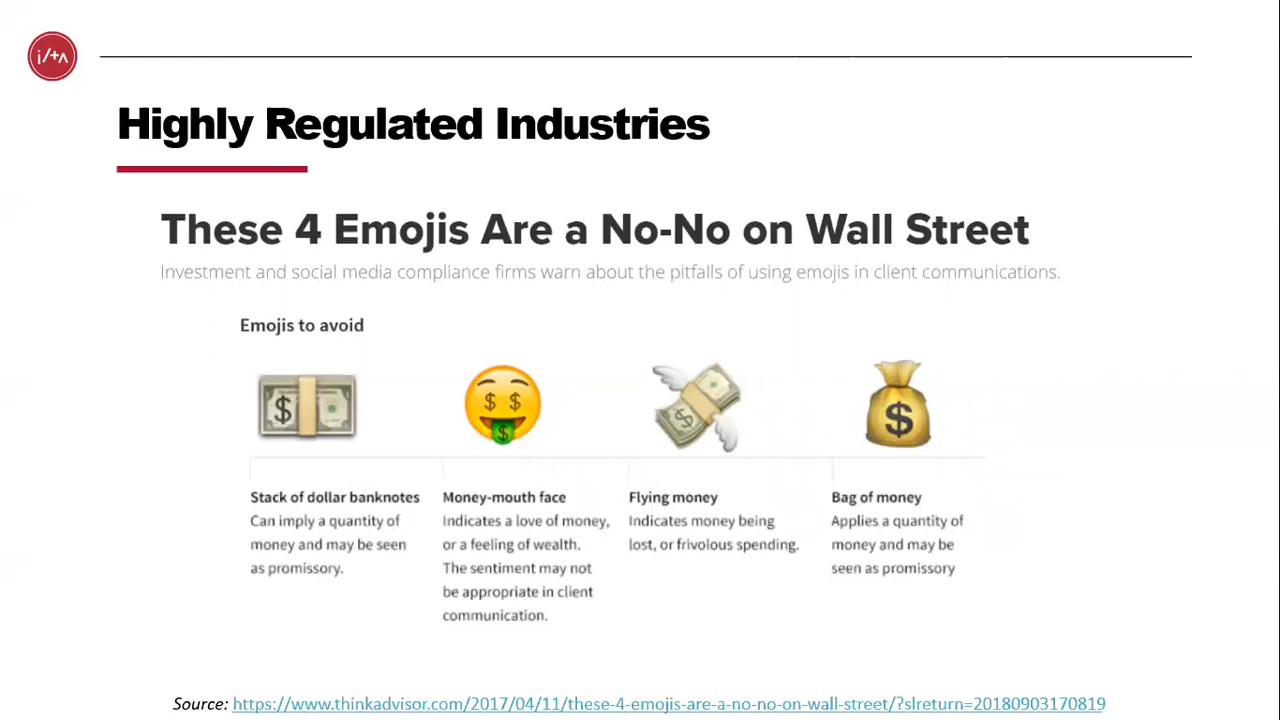 i/+ʌ
Highly Regulated Industries
These 4 Emojis Are a No-No on Wall Street
Investment and social media compliance firms warn about the pitfalls of using emojis in client communications.
Emojis to avoid
$
$ $
$
$
$
Stack of dollar banknotes
Can imply a quantity of
money and may be seen
as promissory.
Money-mouth face
Indicates a love of money,
or a feeling of wealth.
The sentiment may not
be appropriate in client
communication.
Flying money
Indicates money being
lost, or frivolous spending.
Bag of money
Applies a quantity of
money and may be
seen as promissory
Source: https://www.thinkadvisor.com/2017/04/11/these-4-emojis-are-a-no-no-on-wall-street/?slreturn=20180903170819